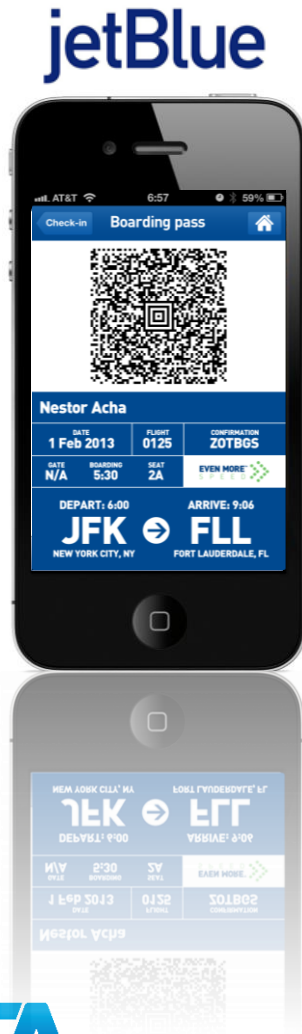 jetBlue
AT&T 6:57 59%
Check-in Boarding pass
Nestor Acha
DATE FLIGHT CONFIRMATION
1 Feb 2013 0125 ZOTBGS
GATE BOARDING SEAT
N/A 5:30 2A EVEN MORE™
SPEED
DEPART: 6:00 ARRIVE: 9:06
JFK FLL
NEW YORK CITY, NY FORT LAUDERDALE, FL